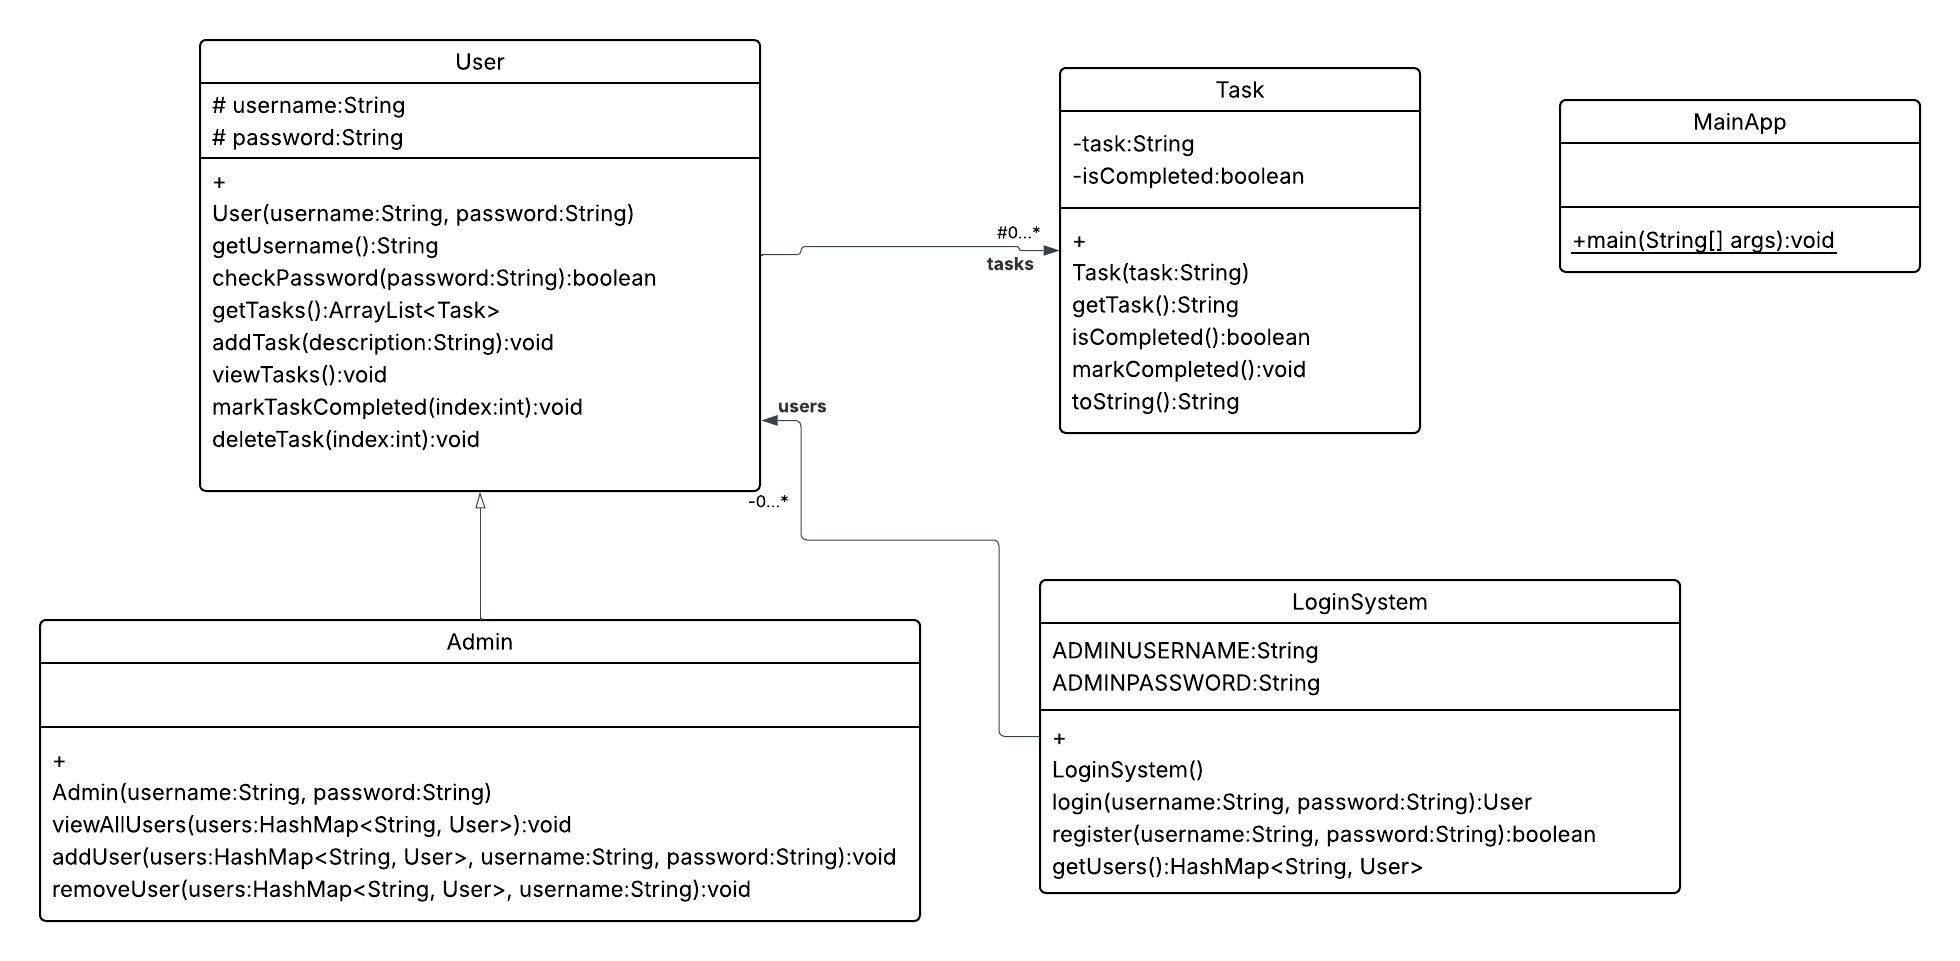 User
# username:String
# password:String
+
User(username:String, password:String)
getUsername():String
checkPassword(password:String):boolean
getTasks():ArrayList<Task>
addTask(description:String):void
viewTasks():void
markTaskCompleted(index:int):void
deleteTask(index:int):void
#0...*
tasks
Task
-task:String
-isCompleted:boolean
+
Task(task:String)
getTask():String
isCompleted():boolean
markCompleted():void
toString():String
MainApp
+main(String[] args):void
users
-0...*
Admin
+
Admin(username:String, password:String)
viewAllUsers(users:HashMap<String, User>):void
addUser(users:HashMap<String, User>, username:String, password:String):void
removeUser(users:HashMap<String, User>, username:String):void
LoginSystem
ADMINUSERNAME:String
ADMINPASSWORD:String
+
LoginSystem()
login(username:String, password:String):User
register(username:String, password:String):boolean
getUsers():HashMap<String, User>